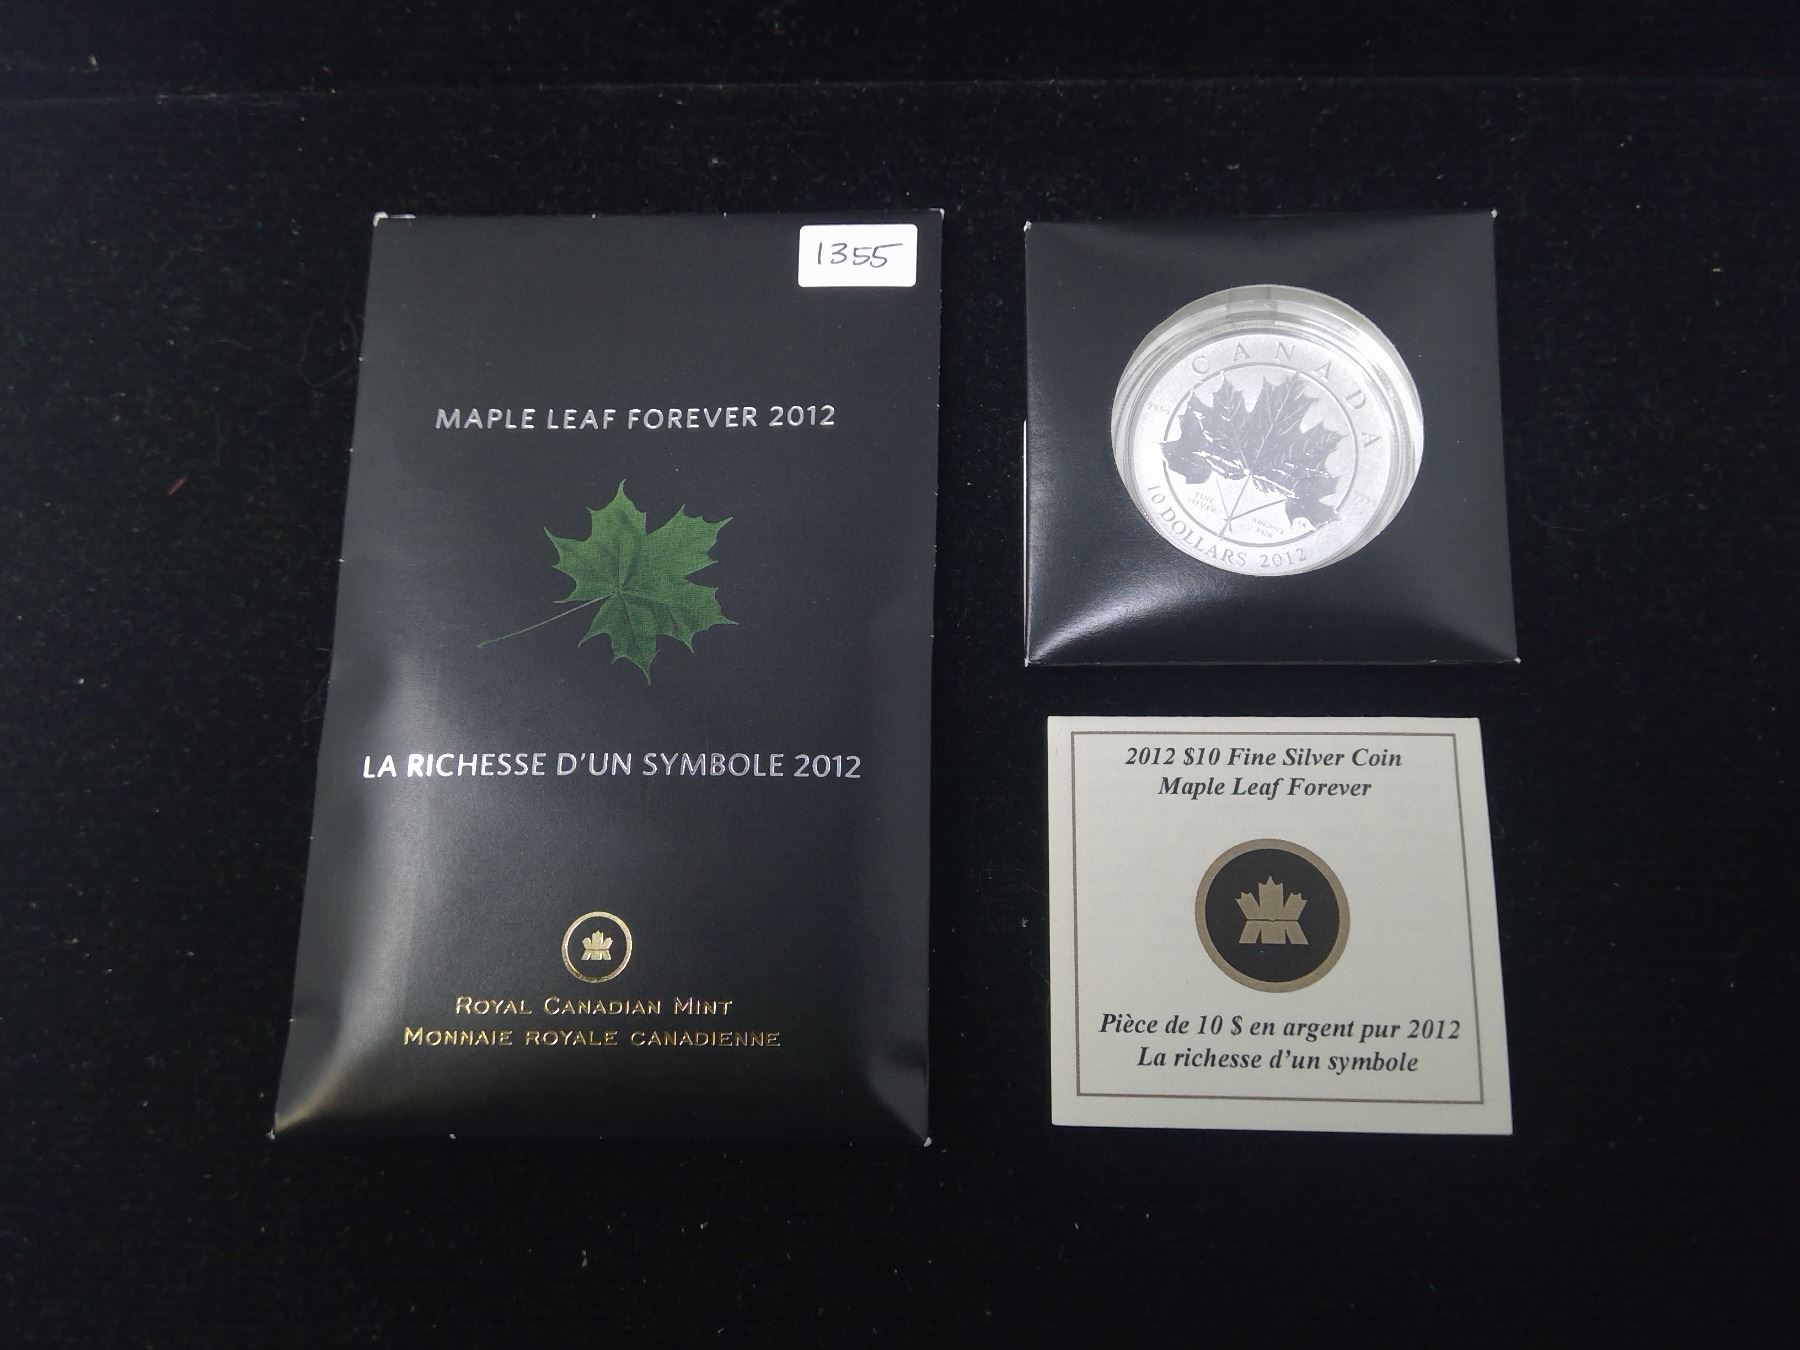 1355
MAPLE LEAF FOREVER 2012
LA RICHESSE D'UN SYMBOLE 2012
ROYAL CANADIAN MINT
MONNAIE ROYALE CANADIENNE
CANADA
9999
9999
FINE
SILVER
ARGENT
PUR
10 DOLLARS 2012
2012 $10 Fine Silver Coin
Maple Leaf Forever
Pièce de 10 $ en argent pur 2012
La richesse d'un symbole